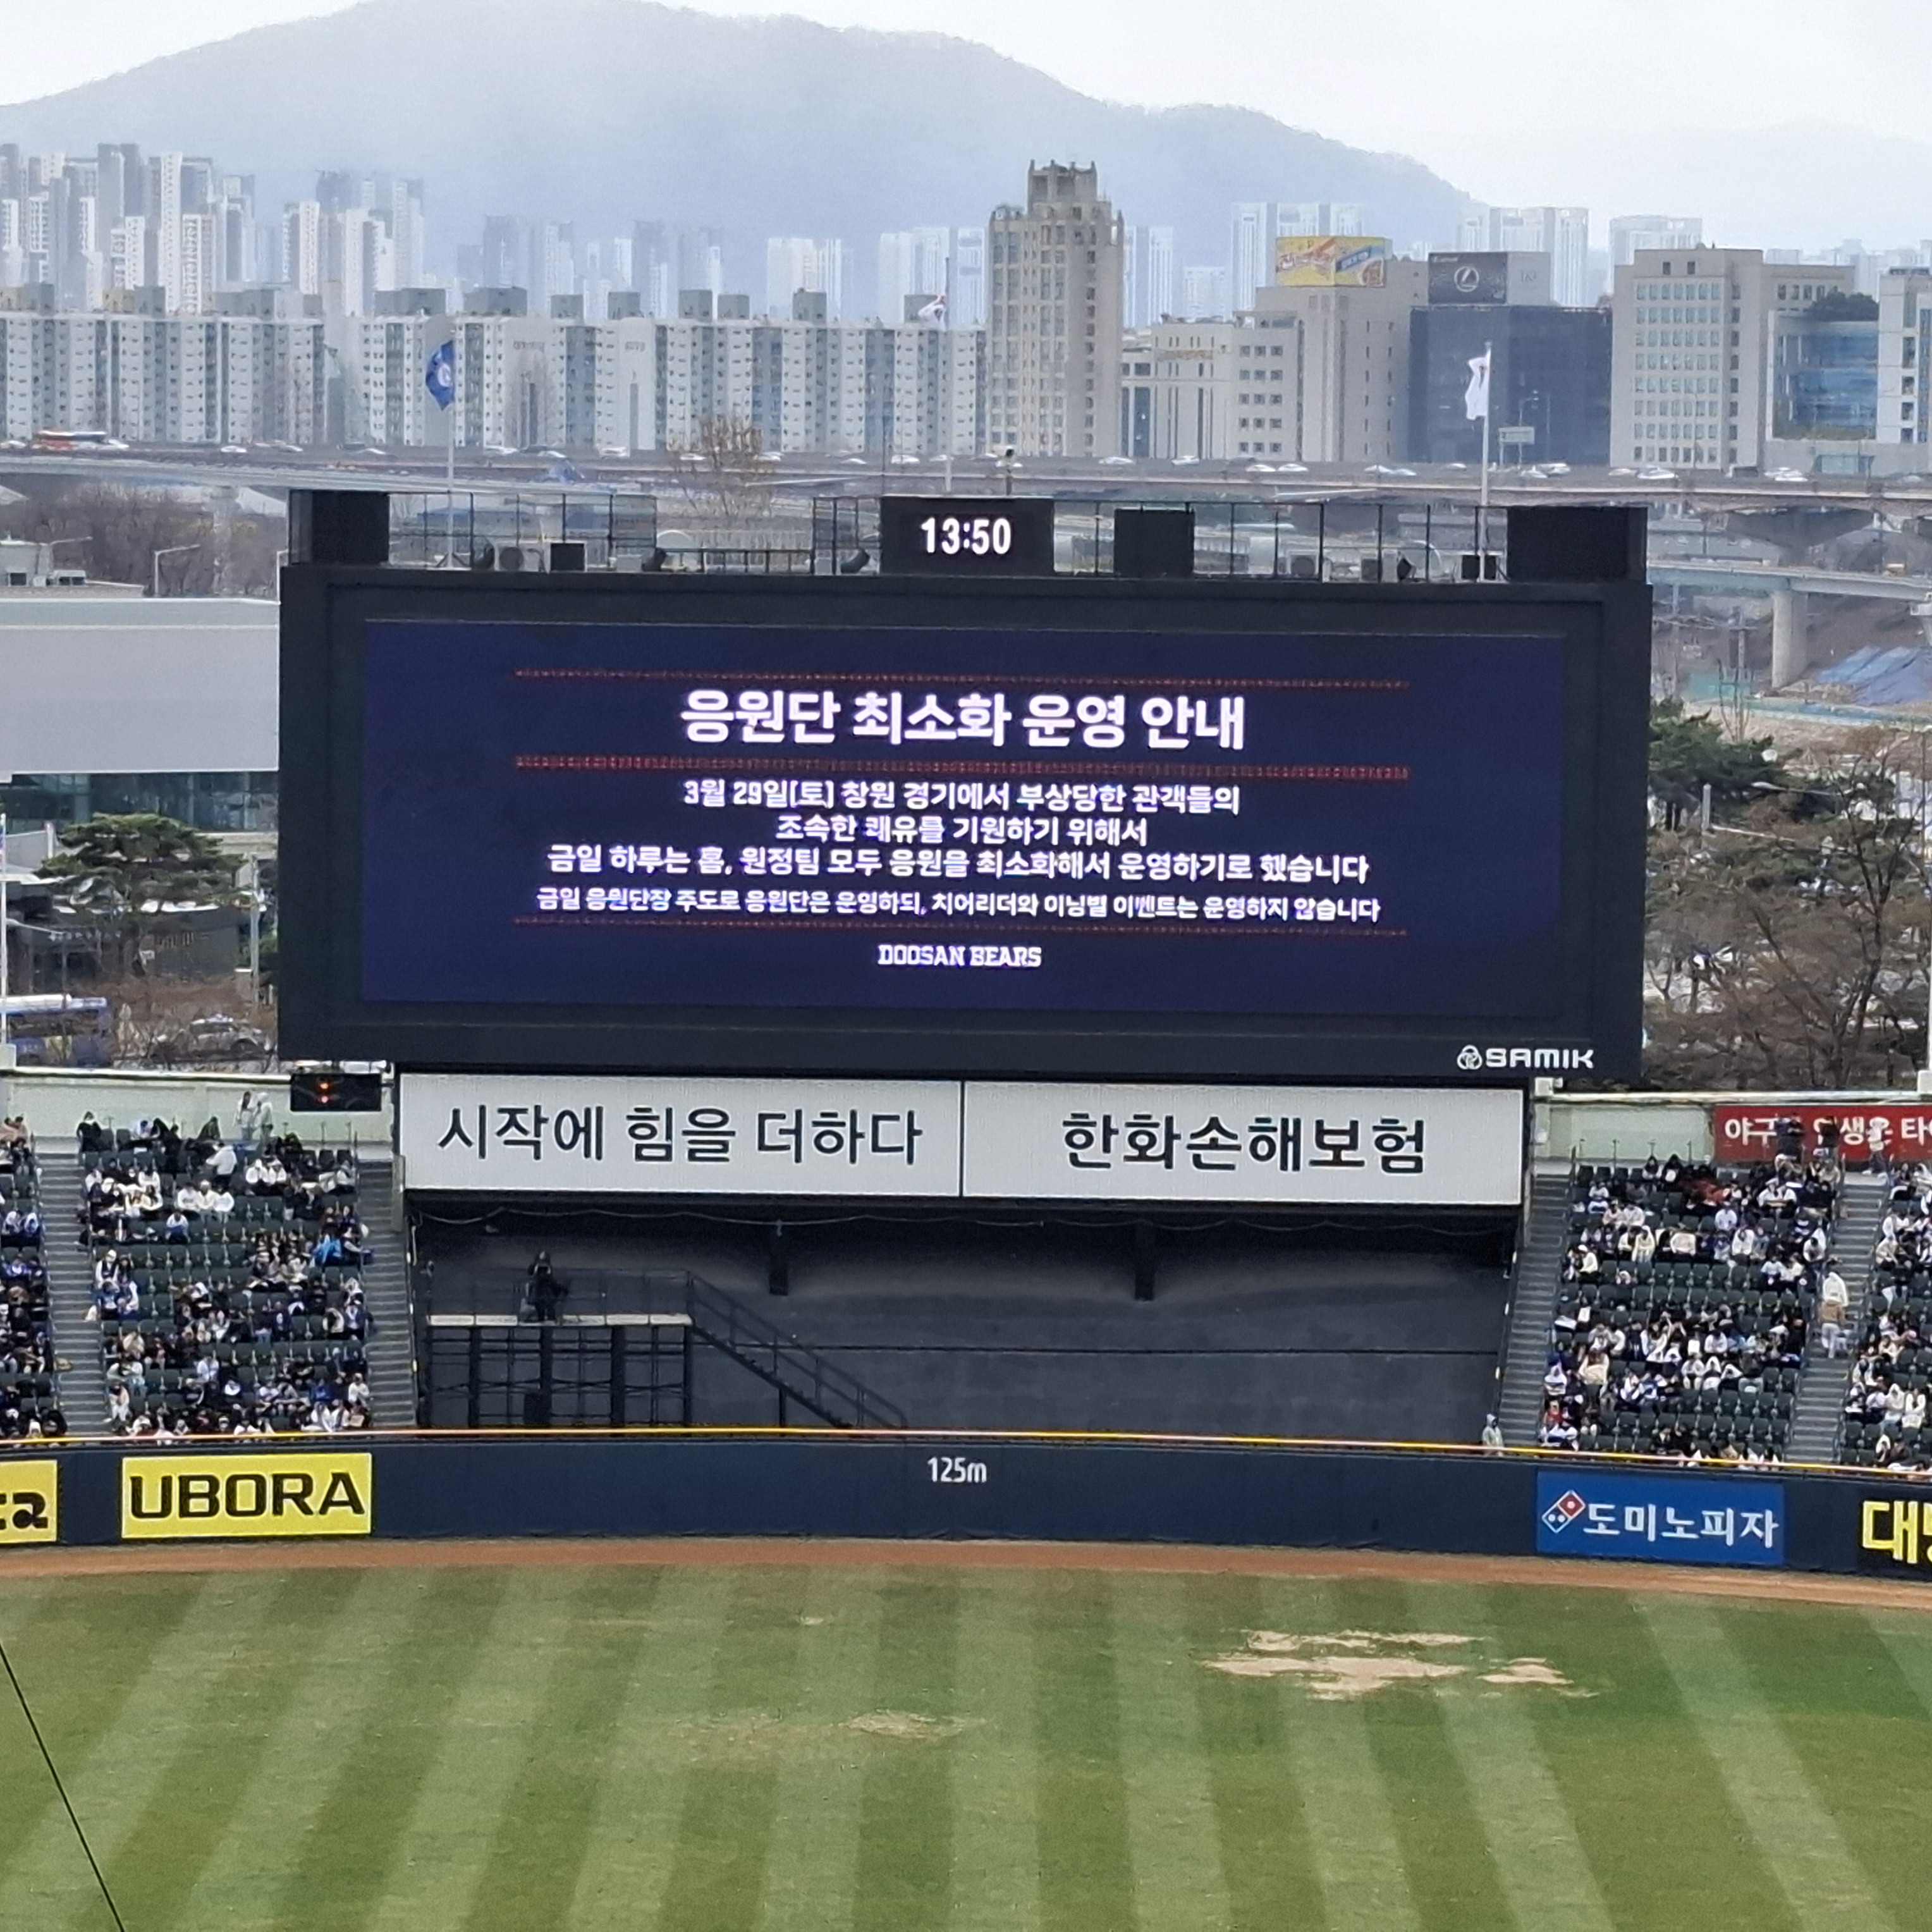 13:50
응원단 최소화 운영 안내
3월 29일[토] 창원 경기에서 부상당한 관객들의
조속한 쾌유를 기원하기 위해서
금일 하루는 홈, 원정팀 모두 응원을 최소화해서 운영하기로 했습니다
금일 응원단장 주도로 응원단은 운영하되, 치어리더와 이닝별 이벤트는 운영하지 않습니다
DOOSAN BEARS
SAMIK
시작에 힘을 더하다
한화손해보험
UBORA
125m
도미노피자